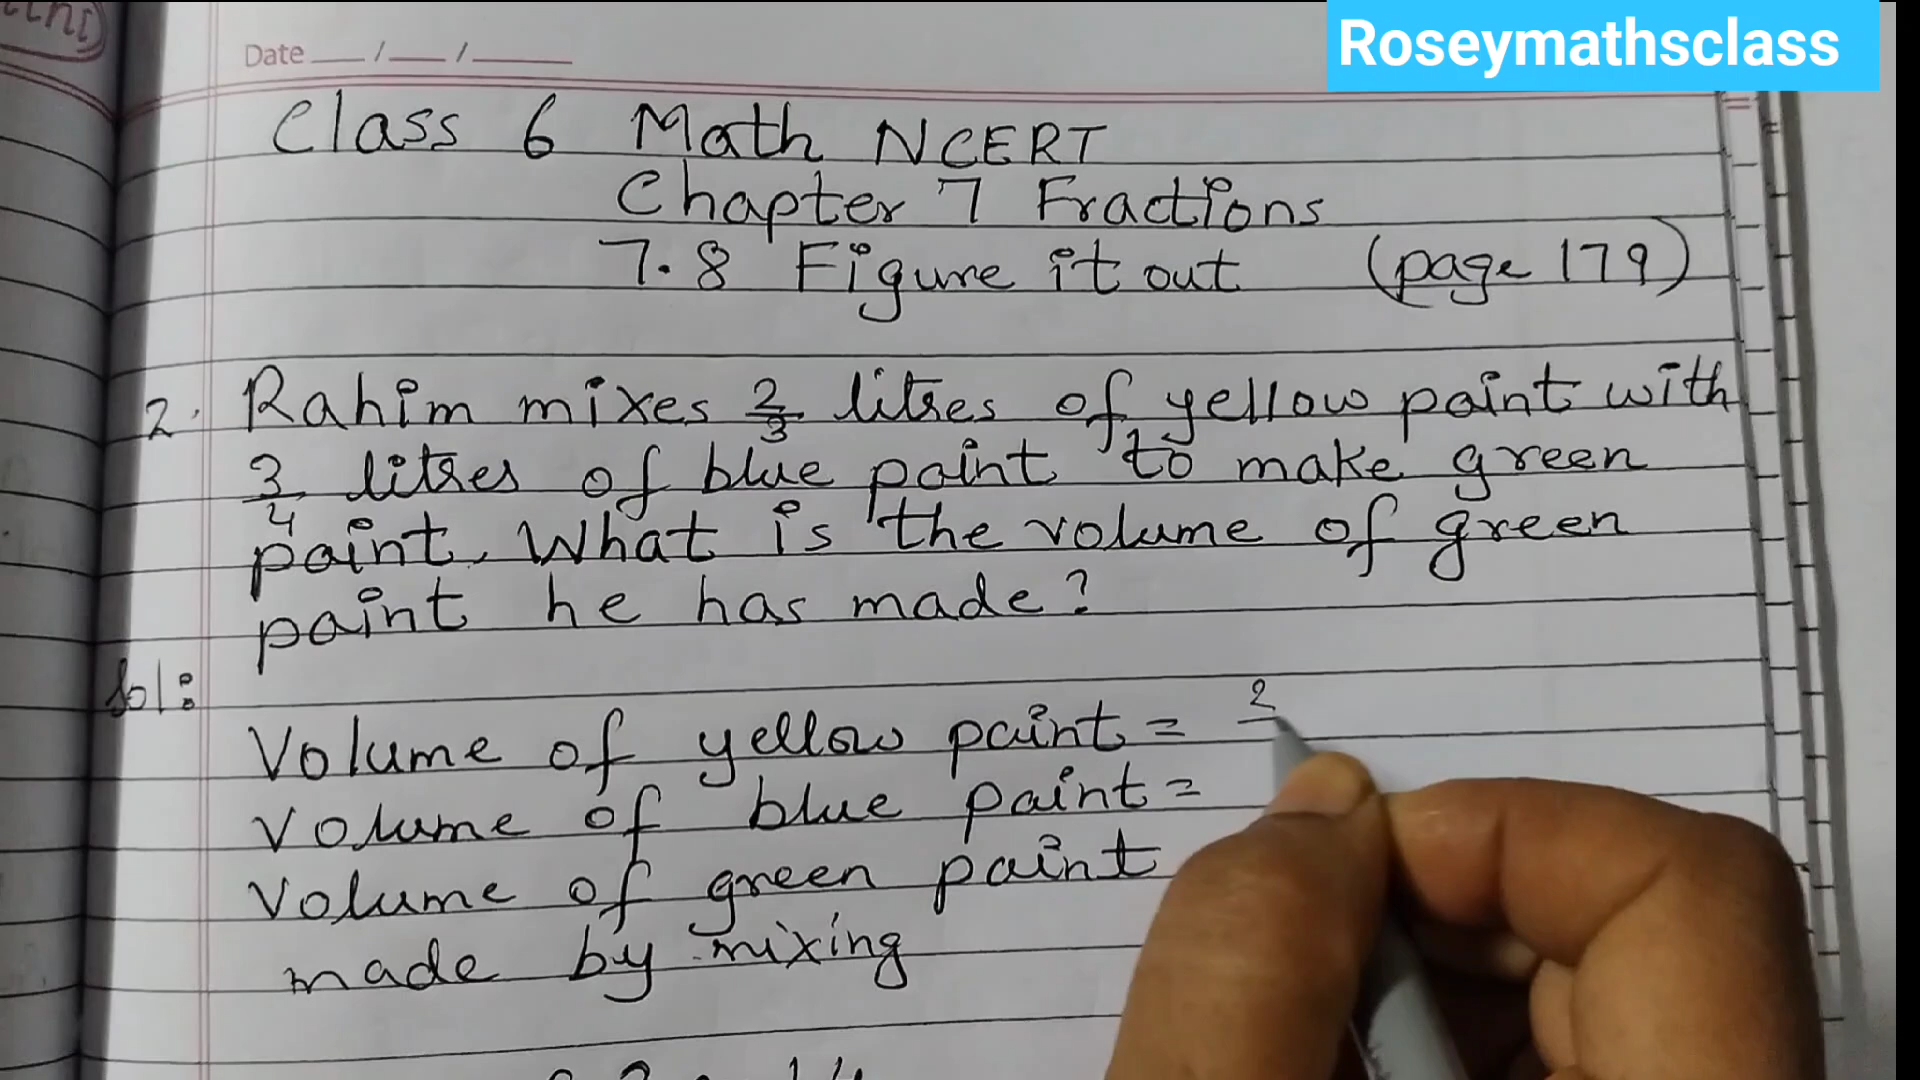 Roseymathsclass
Date __/__/____
Class 6 Math NCERT
Chapter 7 Fractions
7.8 Figure it out (page 179)
2. Rahim mixes 2/3 litres of yellow paint with
3/4 litres of blue paint to make green
paint. What is the volume of green
paint he has made?
Sol:
Volume of yellow paint = 2
Volume of blue paint =
Volume of green paint
made by mixing